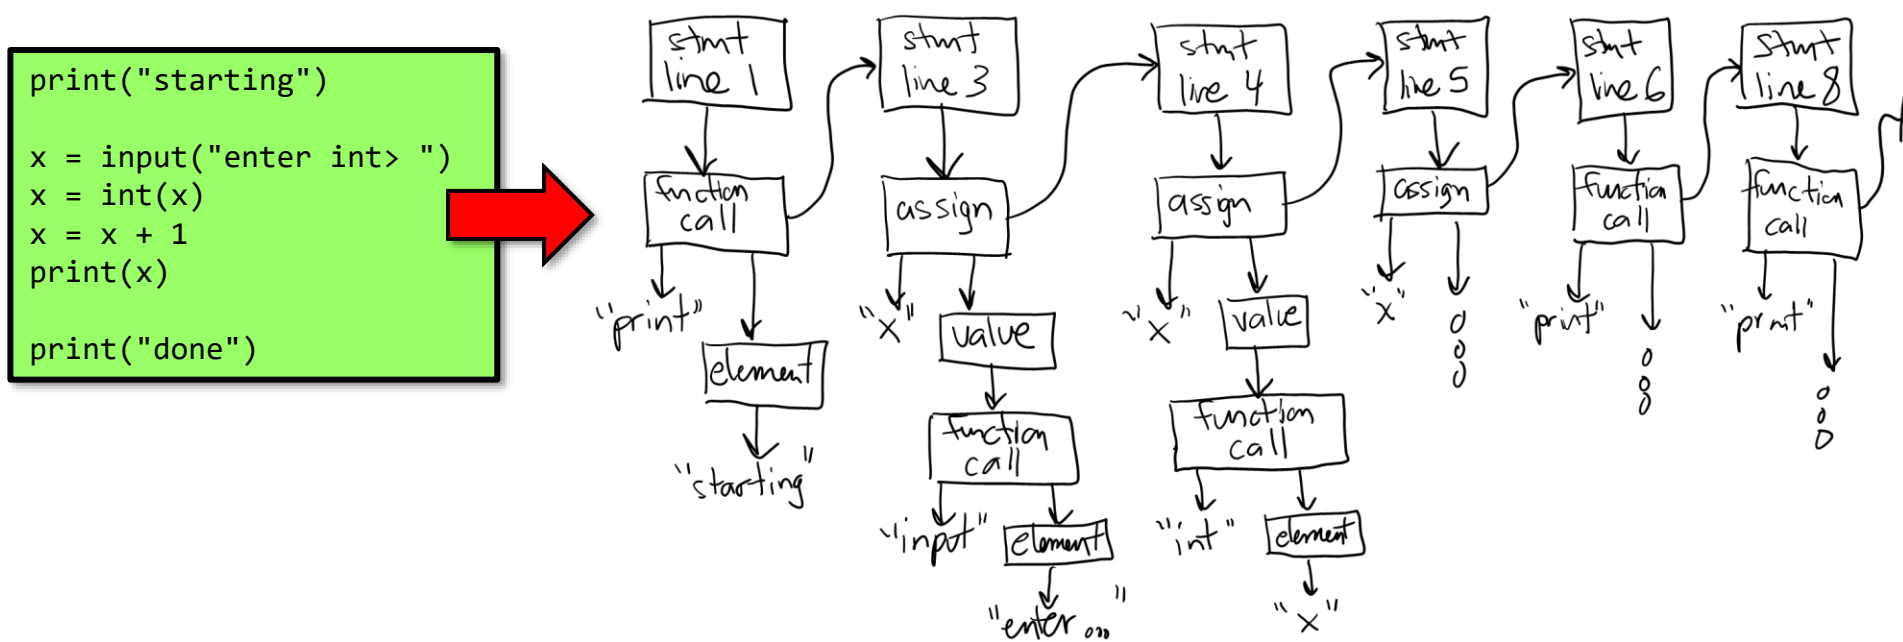 print("starting")
x = input("enter int> ")
x = int(x)
x = x + 1
print(x)
print("done")
stmt
line 1
function
call
"print"
element
"starting"
stmt
line 3
assign
"x"
value
function
call
"input"
element
"enter ..."
stmt
line 4
assign
"x"
value
function
call
"int"
element
"x"
stmt
line 5
assign
"x"
stmt
line 6
function
call
"print"
stmt
line 8
function
call
"print"